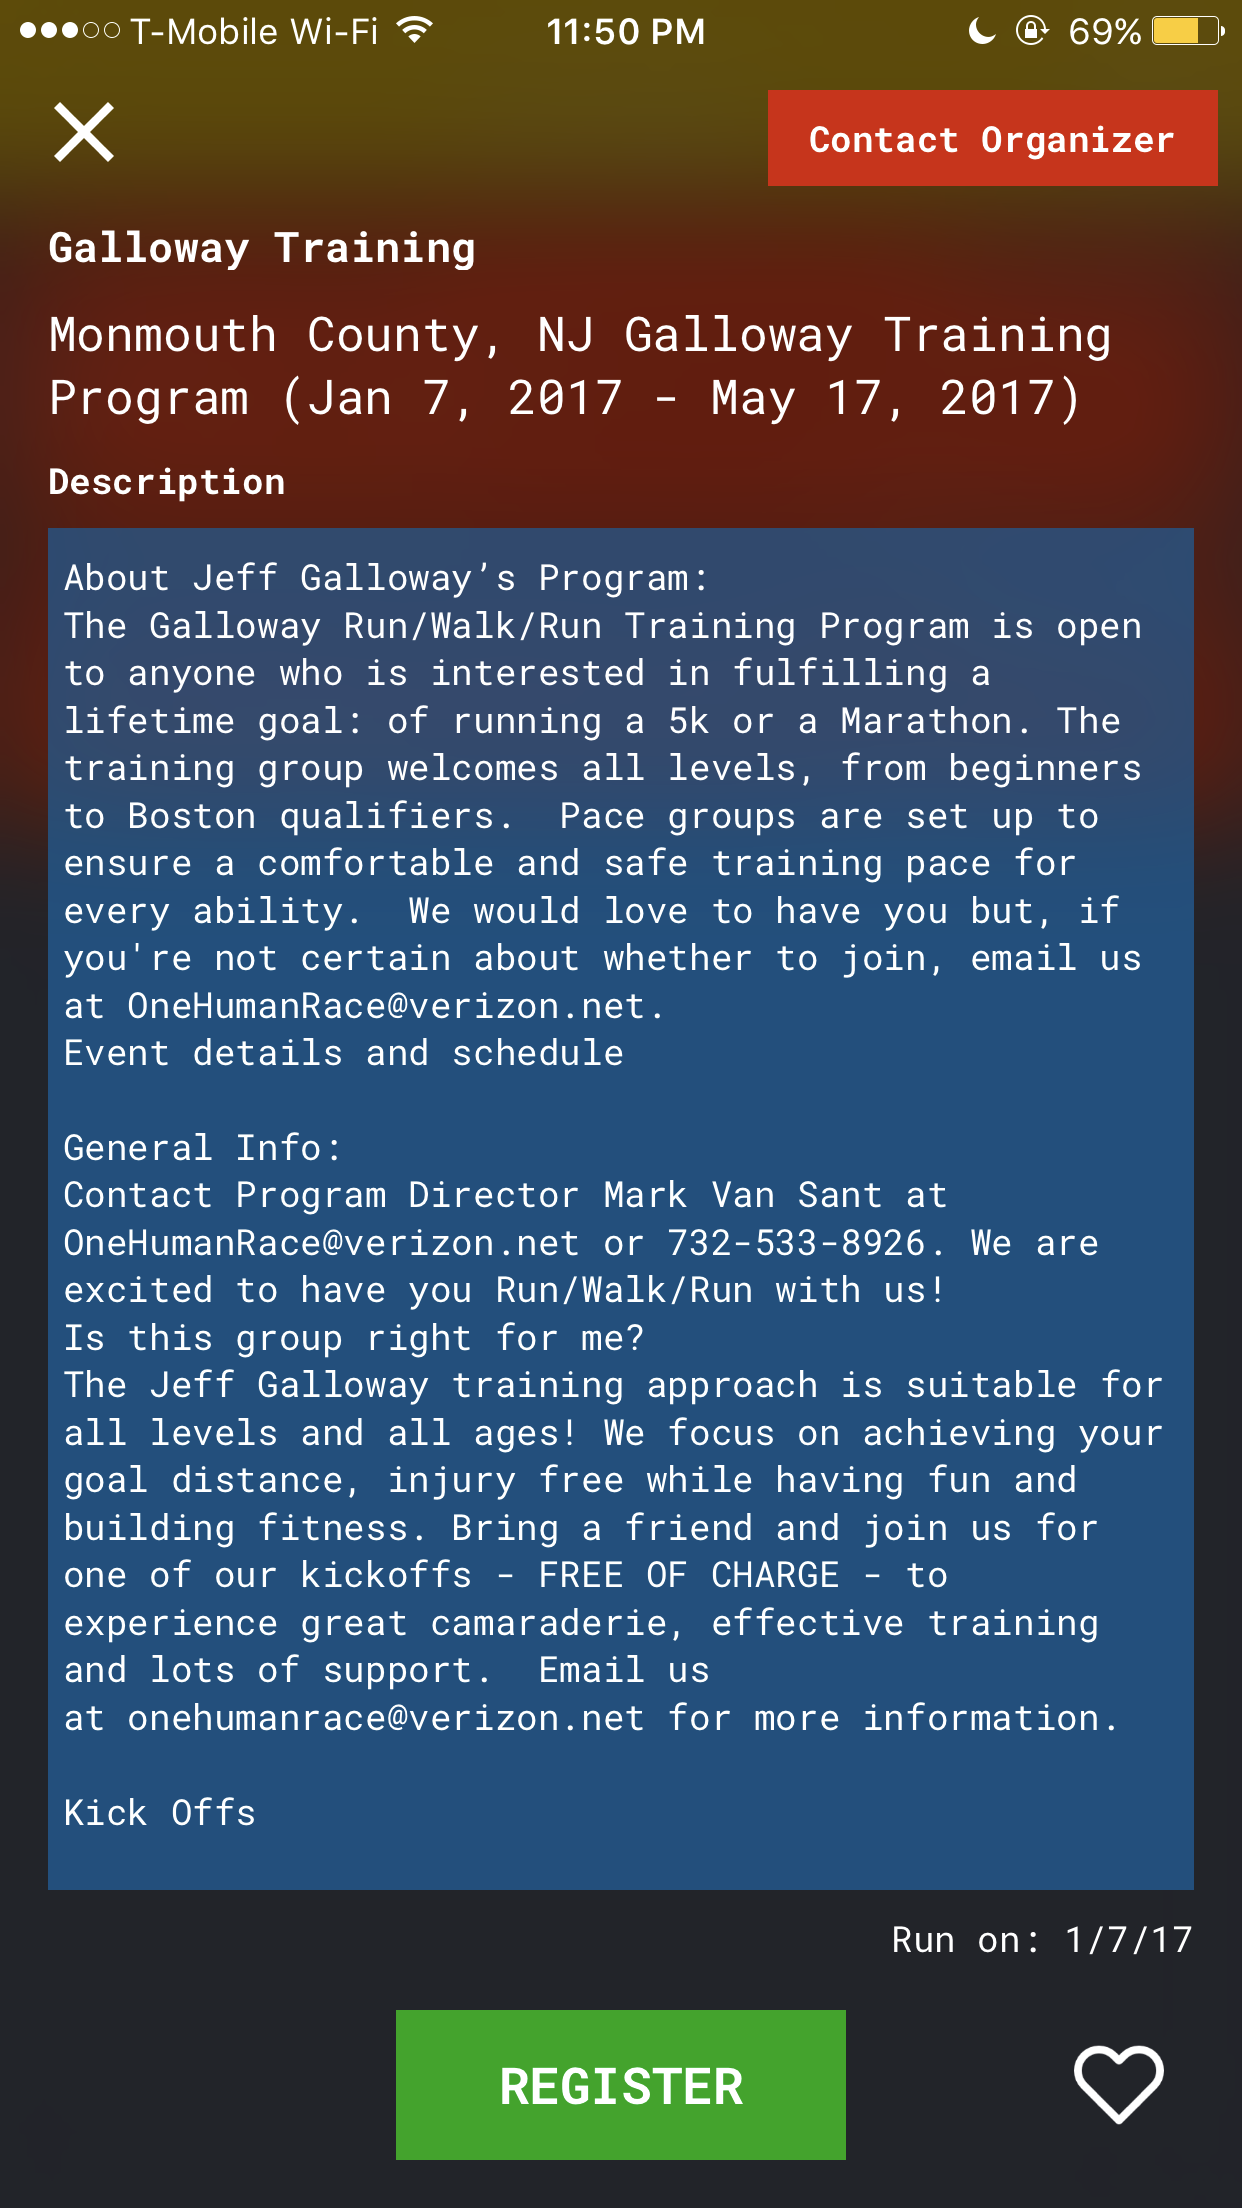 T-Mobile Wi-Fi 11:50 PM 69%
Contact Organizer
Galloway Training
Monmouth County, NJ Galloway Training
Program (Jan 7, 2017 - May 17, 2017)
Description
About Jeff Galloway’s Program:
The Galloway Run/Walk/Run Training Program is open
to anyone who is interested in fulfilling a
lifetime goal: of running a 5k or a Marathon. The
training group welcomes all levels, from beginners
to Boston qualifiers.  Pace groups are set up to
ensure a comfortable and safe training pace for
every ability.  We would love to have you but, if
you're not certain about whether to join, email us
at OneHumanRace@verizon.net.
Event details and schedule
General Info:
Contact Program Director Mark Van Sant at
OneHumanRace@verizon.net or 732-533-8926. We are
excited to have you Run/Walk/Run with us!
Is this group right for me?
The Jeff Galloway training approach is suitable for
all levels and all ages! We focus on achieving your
goal distance, injury free while having fun and
building fitness. Bring a friend and join us for
one of our kickoffs - FREE OF CHARGE - to
experience great camaraderie, effective training
and lots of support.  Email us
at onehumanrace@verizon.net for more information.
Kick Offs
Run on: 1/7/17
REGISTER